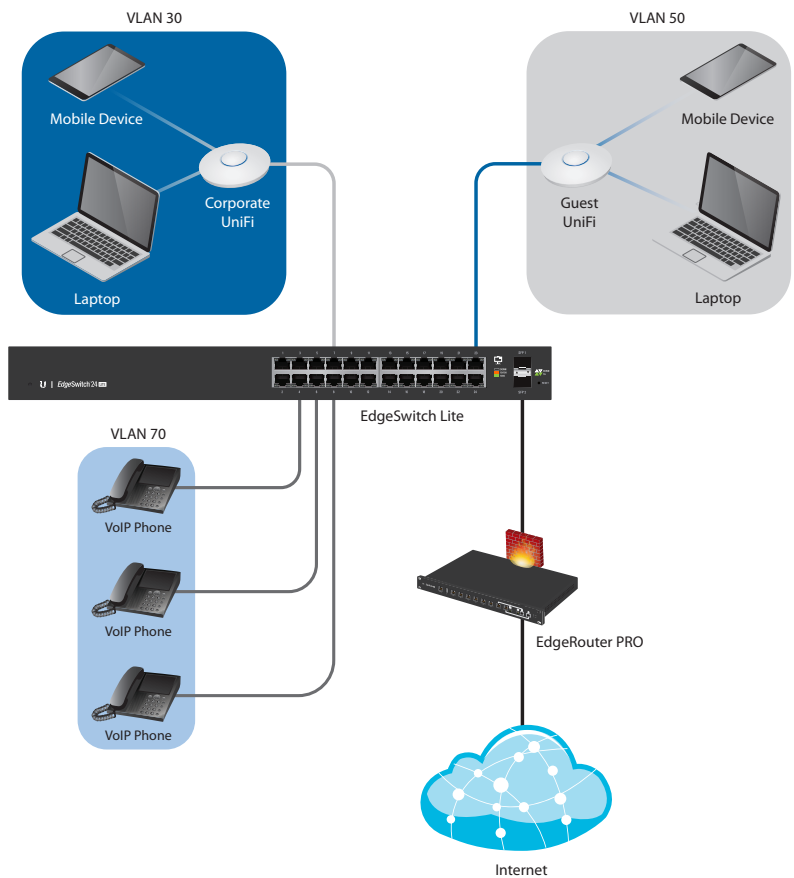 VLAN 30
VLAN 50
Mobile Device
Mobile Device
Corporate
UniFi
Guest
UniFi
Laptop
Laptop
EdgeSwitch 24
EdgeSwitch Lite
VLAN 70
VoIP Phone
VoIP Phone
VoIP Phone
EdgeRouter PRO
Internet